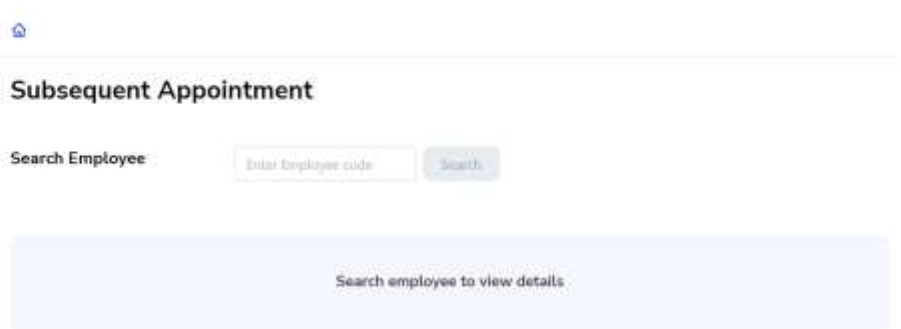 Subsequent Appointment
Search Employee
Enter Employee code
Search
Search employee to view details